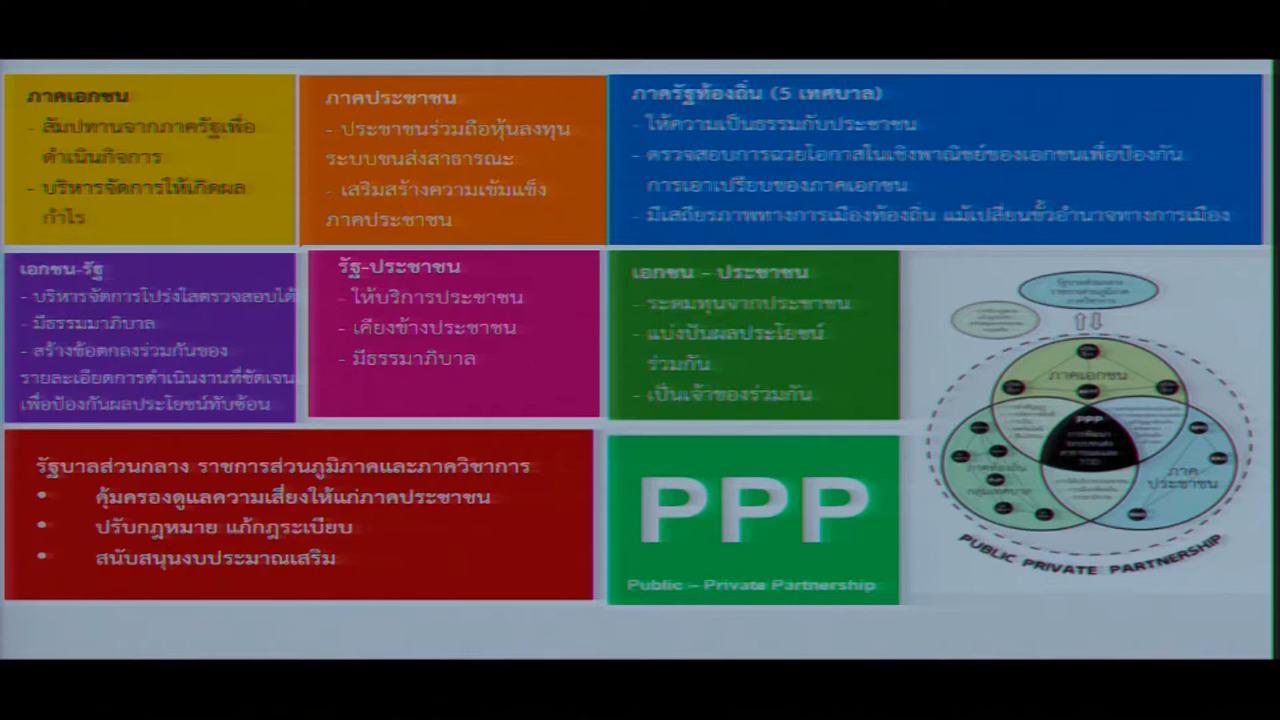 ภาคเอกชน
- สัมปทานจากภาครัฐเพื่อ
ดำเนินกิจการ
- บริหารจัดการให้เกิดผล
กำไร
ภาคประชาชน
- ประชาชนร่วมถือหุ้นลงทุน
ระบบขนส่งสาธารณะ
- เสริมสร้างความเข้มแข็ง
ภาคประชาชน
ภาครัฐท้องถิ่น (5 เทศบาล)
- ให้ความเป็นธรรมกับประชาชน
- ตรวจสอบการฉวยโอกาสในเชิงพาณิชย์ของเอกชนเพื่อป้องกัน
การเอาเปรียบของภาคเอกชน
- มีเสถียรภาพทางการเมืองท้องถิ่น แม้เปลี่ยนขั้วอำนาจทางการเมือง
เอกชน-รัฐ
- บริหารจัดการโปร่งใสตรวจสอบได้
- มีธรรมมาภิบาล
- สร้างข้อตกลงร่วมกันของ
รายละเอียดการดำเนินงานที่ชัดเจน
เพื่อป้องกันผลประโยชน์ทับซ้อน
รัฐ-ประชาชน
- ให้บริการประชาชน
- เคียงข้างประชาชน
- มีธรรมาภิบาล
เอกชน – ประชาชน
- ระดมทุนจากประชาชน
- แบ่งปันผลประโยชน์
ร่วมกัน
- เป็นเจ้าของร่วมกัน
รัฐบาลส่วนกลาง ราชการส่วนภูมิภาคและภาควิชาการ
• คุ้มครองดูแลความเสี่ยงให้แก่ภาคประชาชน
• ปรับกฎหมาย แก้กฎระเบียบ
• สนับสนุนงบประมาณเสริม
PPP
Public – Private Partnership
ภาคเอกชน
PPP
ภาคท้องถิ่น
กลุ่มเทศบาล
ภาค
ประชาชน
PUBLIC PRIVATE PARTNERSHIP